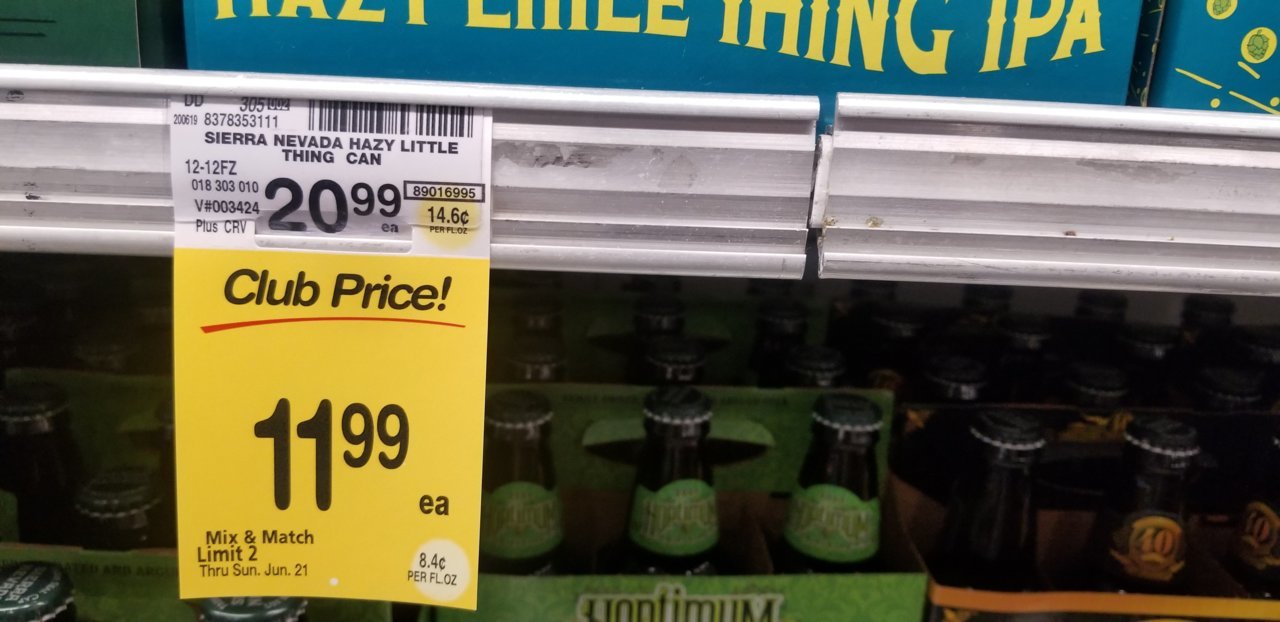 HAZY LITTLE THING IPA
DD 305 002
200619 8378353111
SIERRA NEVADA HAZY LITTLE
THING CAN
12-12FZ
018 303 010
V#003424
Plus CRV
20 99
ea
89016995
14.6¢
PER FL.OZ
Club Price!
11 99
ea
Mix & Match
Limit 2
Thru Sun. Jun. 21
8.4¢
PER FL.OZ
Hoptimum
40